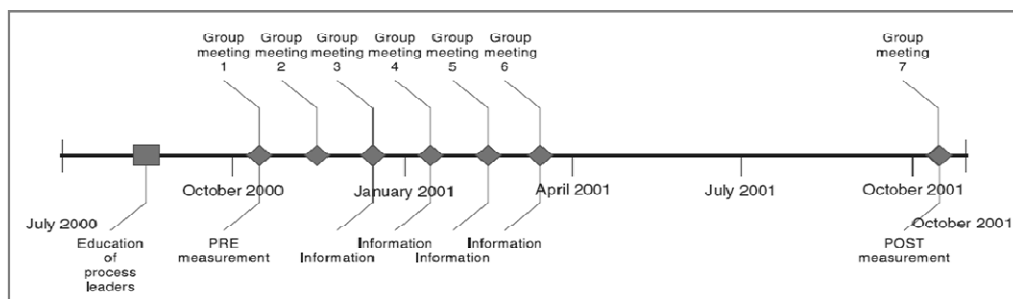 Group meeting 1
Group meeting 2
Group meeting 3
Group meeting 4
Group meeting 5
Group meeting 6
Group meeting 7
October 2000
January 2001
April 2001
July 2001
October 2001
July 2000
October 2001
Education of process leaders
PRE measurement
Information
Information
Information
Information
POST measurement